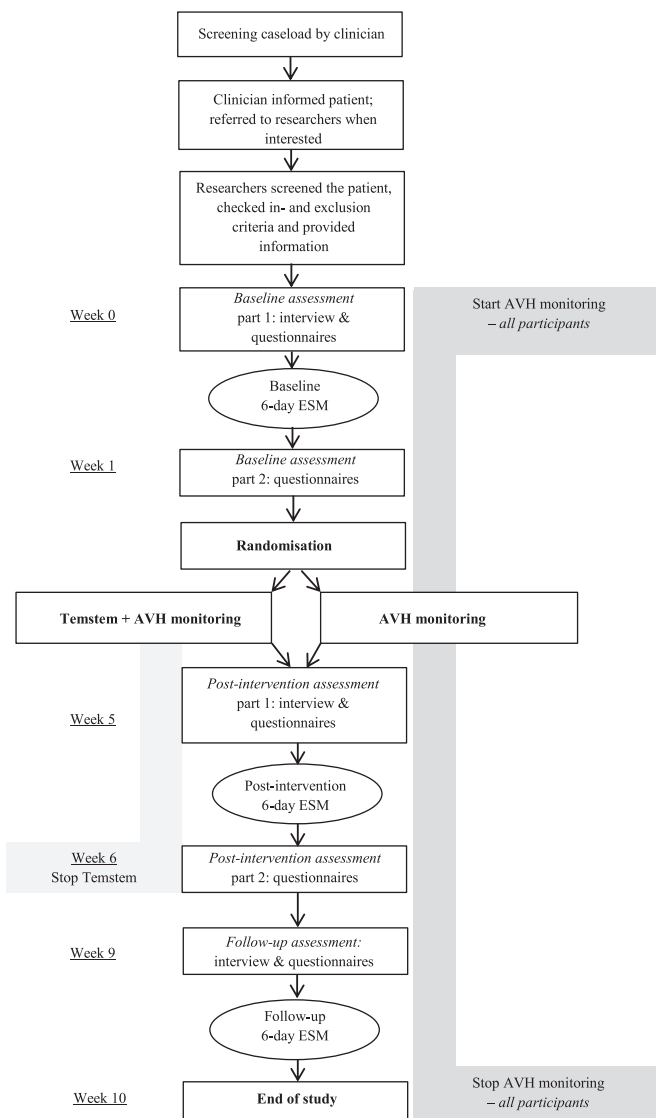 Screening caseload by clinician
Clinician informed patient;
referred to researchers when
interested
Researchers screened the patient,
checked in- and exclusion
criteria and provided
information
Week 0
Baseline assessment
part 1: interview &
questionnaires
Start AVH monitoring
– all participants
Baseline
6-day ESM
Week 1
Baseline assessment
part 2: questionnaires
Randomisation
Temstem + AVH monitoring
AVH monitoring
Week 5
Post-intervention assessment
part 1: interview &
questionnaires
Post-intervention
6-day ESM
Week 6
Stop Temstem
Post-intervention assessment
part 2: questionnaires
Week 9
Follow-up assessment:
interview & questionnaires
Follow-up
6-day ESM
Week 10
End of study
Stop AVH monitoring
– all participants